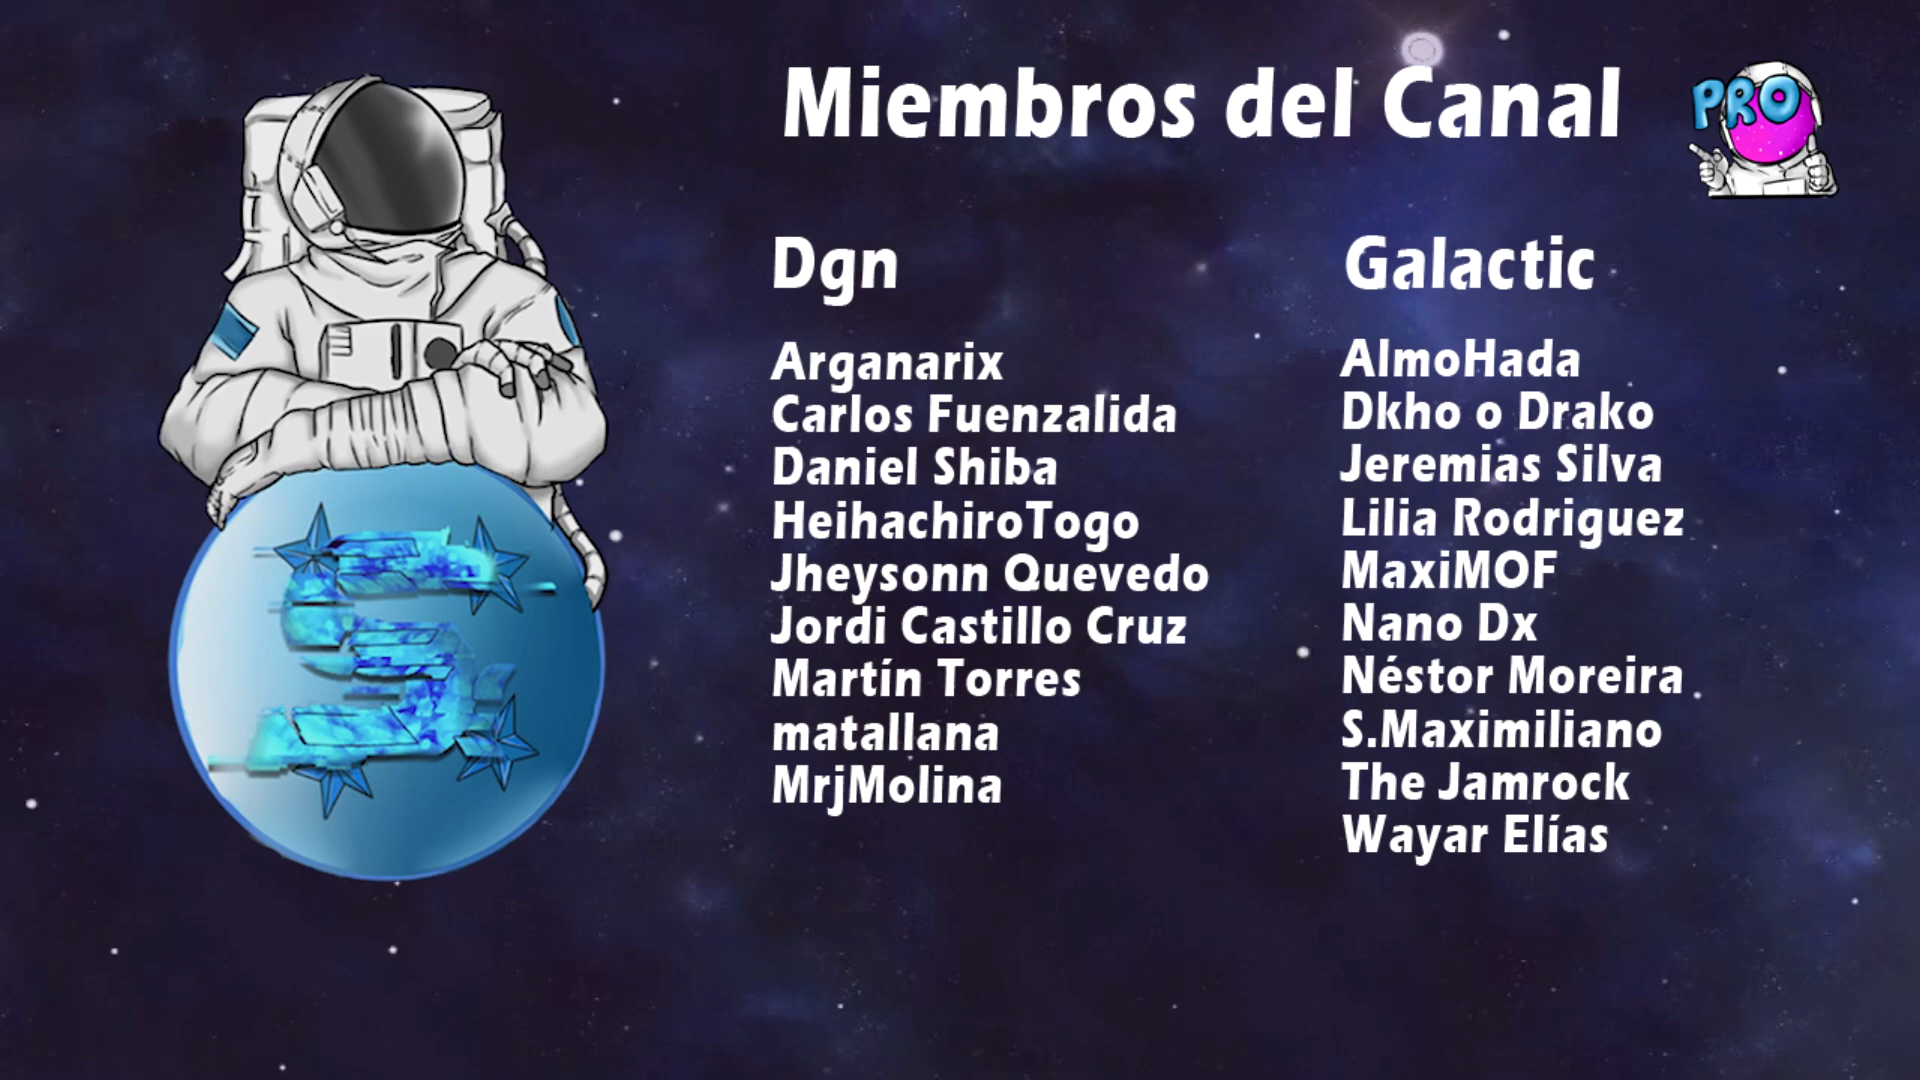 Miembros del Canal
PRO
Dgn
Arganarix
Carlos Fuenzalida
Daniel Shiba
HeihachiroTogo
Jheysonn Quevedo
Jordi Castillo Cruz
Martín Torres
matallana
MrjMolina
Galactic
AlmoHada
Dkho o Drako
Jeremias Silva
Lilia Rodriguez
MaxiMOF
Nano Dx
Néstor Moreira
S.Maximiliano
The Jamrock
Wayar Elías
S